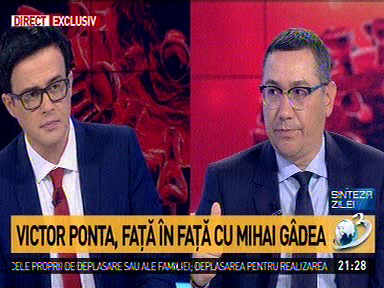 DIRECT EXCLUSIV
SINTEZA
ZILEI
VICTOR PONTA, FAȚĂ ÎN FAȚĂ CU MIHAI GÂDEA
3
CELE PROPRII DE DEPLASARE SAU ALE FAMILIEI; DEPLASAREA PENTRU REALIZAREA
21:28